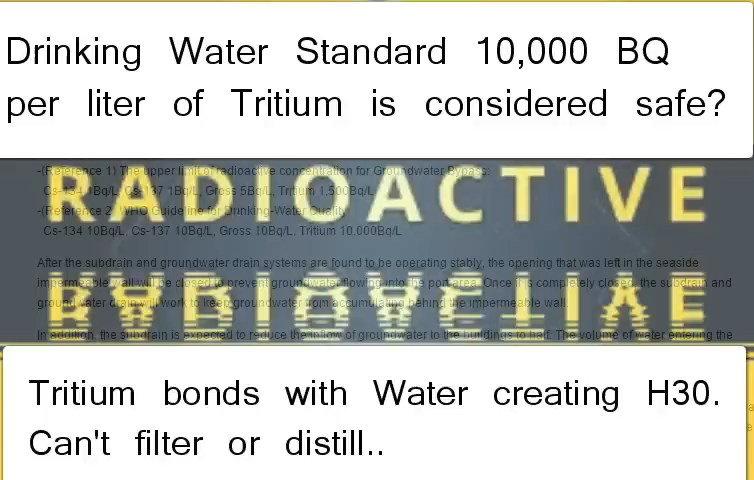 Drinking Water Standard 10,000 BQ
per liter of Tritium is considered safe?
-(Reference 1) The upper limit of radioactive concentration for Groundwater Bypass:
Cs-134 1Bq/L, Cs-137 1Bq/L, Gross 5Bq/L, Tritium 1,500Bq/L
RADIOACTIVE
-(Reference 2) WHO Guideline for Drinking-Water Quality
Cs-134 10Bq/L, Cs-137 10Bq/L, Gross 10Bq/L, Tritium 10,000Bq/L
After the subdrain and groundwater drain systems are found to be operating stably, the opening that was left in the seaside
impermeable wall will be closed to prevent groundwater flowing into the port area. Once it is completely closed, the subdrain and
groundwater drain will work to keep groundwater from accumulating behind the impermeable wall.
In addition, the subdrain is expected to reduce the inflow of groundwater to the buildings to half. The volume of water entering the
Tritium bonds with Water creating H30.
Can't filter or distill..